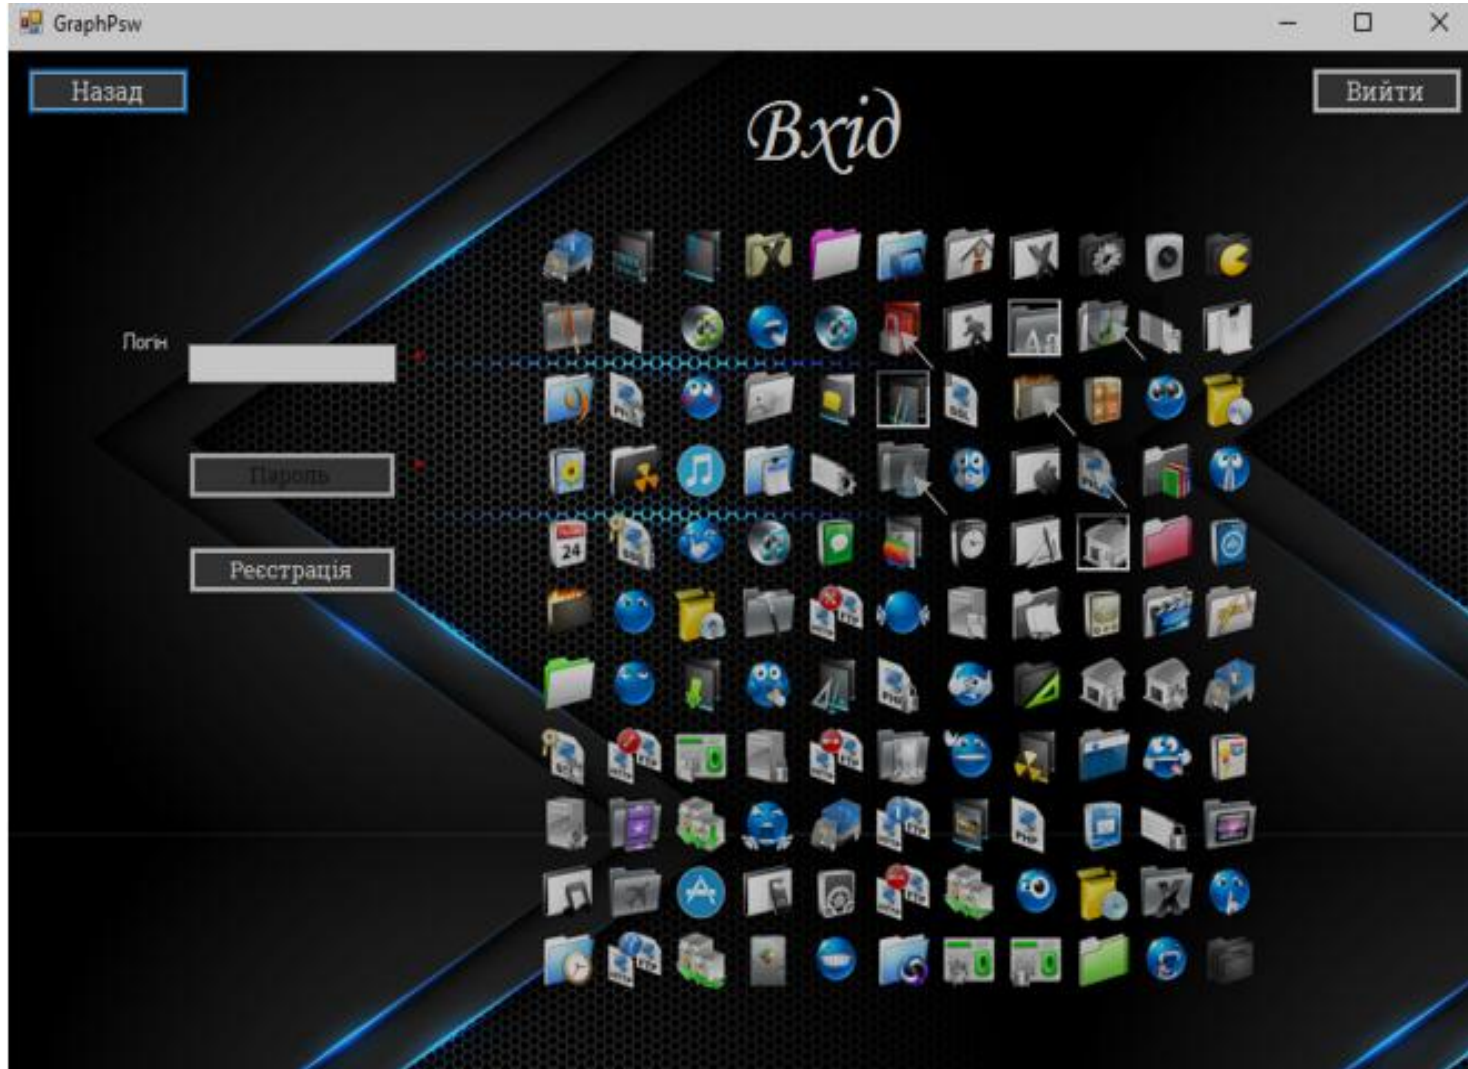 GraphPsw
Назад
Вийти
Вхід
Логін
Пароль
Реєстрація
24